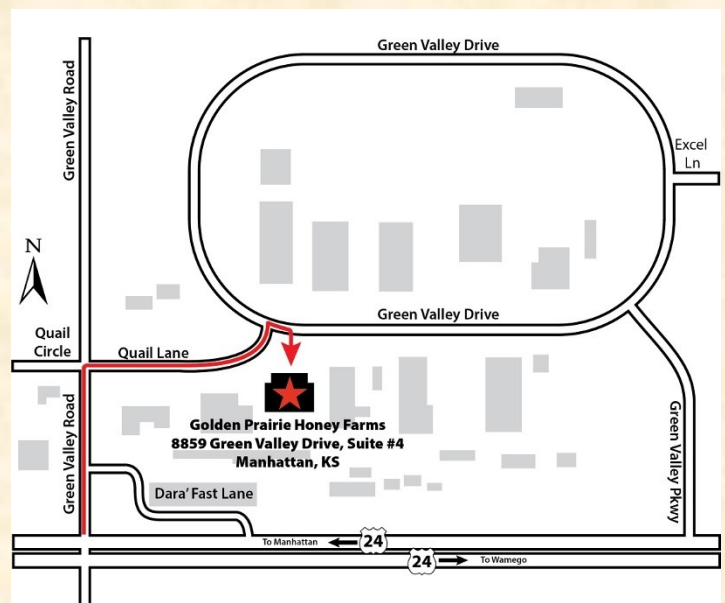 Green Valley Drive
Green Valley Road
Excel
Ln
N
Green Valley Drive
Quail
Circle
Quail Lane
Golden Prairie Honey Farms
8859 Green Valley Drive, Suite #4
Manhattan, KS
Green Valley Road
Green Valley Pkwy
Dara' Fast Lane
To Manhattan
24
24
To Wamego